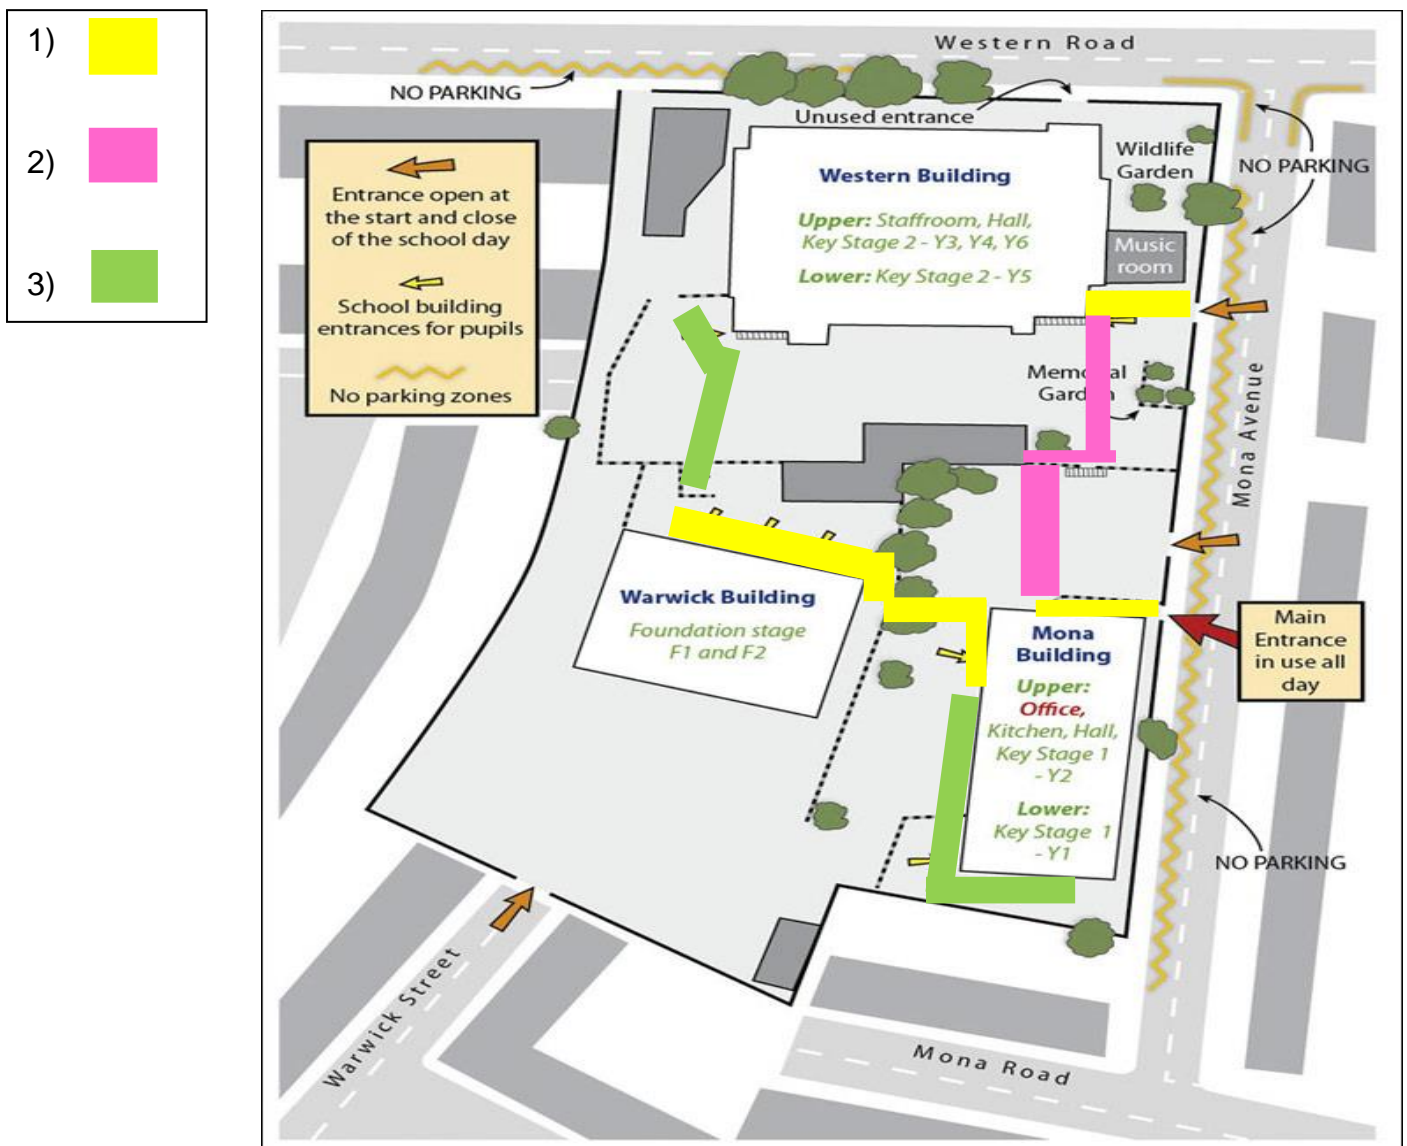 1)
2)
3)
Western Road
NO PARKING
Unused entrance
Wildlife
Garden
NO PARKING
Western Building
Upper: Staffroom, Hall,
Key Stage 2 - Y3, Y4, Y6
Lower: Key Stage 2 - Y5
Music
room
Entrance open at
the start and close
of the school day
School building
entrances for pupils
No parking zones
Mem al
Gard
Mona Avenue
Warwick Building
Foundation stage
F1 and F2
Mona
Building
Upper:
Office,
Kitchen, Hall,
Key Stage 1
- Y2
Lower:
Key Stage 1
- Y1
Main
Entrance
in use all
day
NO PARKING
Warwick Street
Mona Road